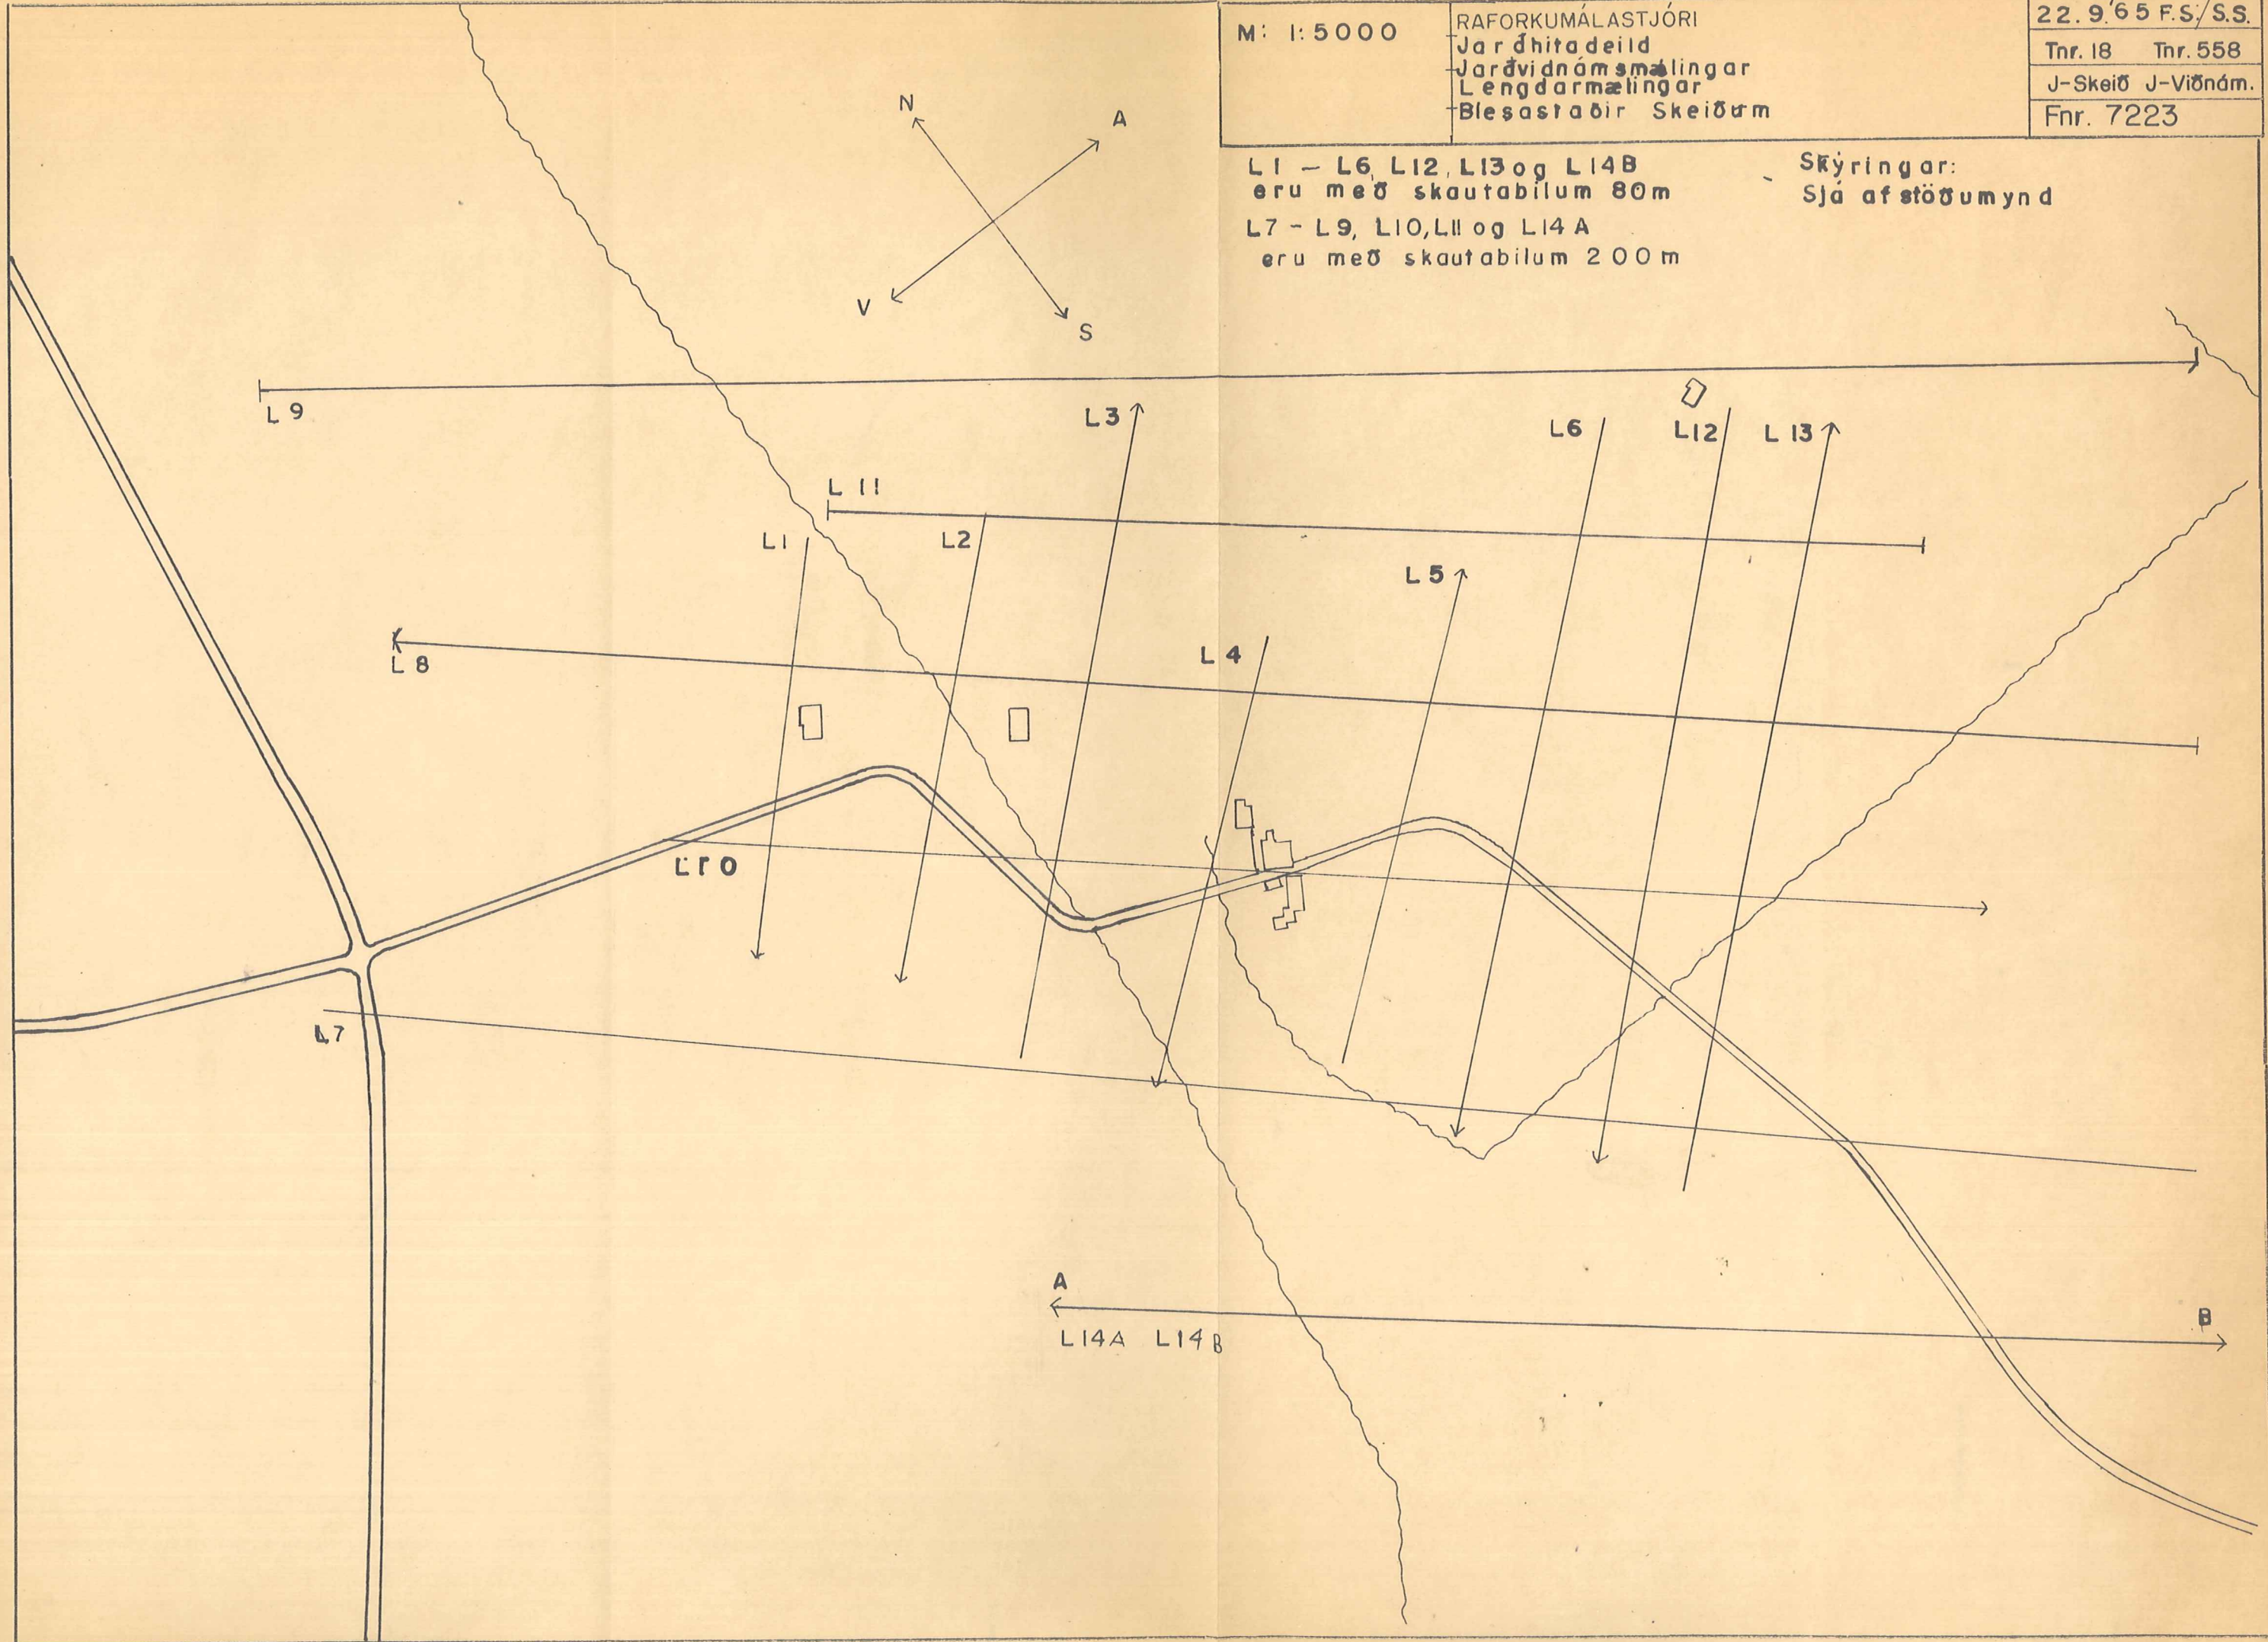 M: 1:5000
RAFORKUMÁLASTJÓRI
Jarðhitadeild
Jarðvidnámsmælingar
Lengdarmælingar
Blesastaðir Skeiðum
22.9.'65 F.S./S.S.
Tnr. 18 Tnr. 558
J-Skeið J-Viðnám.
Fnr. 7223
L1 – L6, L12, L13 og L14B
eru með skautabilum 80m
L7 - L9, L10, L11 og L14A
eru með skautabilum 200m
Skýringar:
Sjá afstöðumynd
N
A
V
S
L9
L3
L6
L12
L13
L11
L1
L2
L5
L8
L4
L10
L7
A
B
L14A L14B